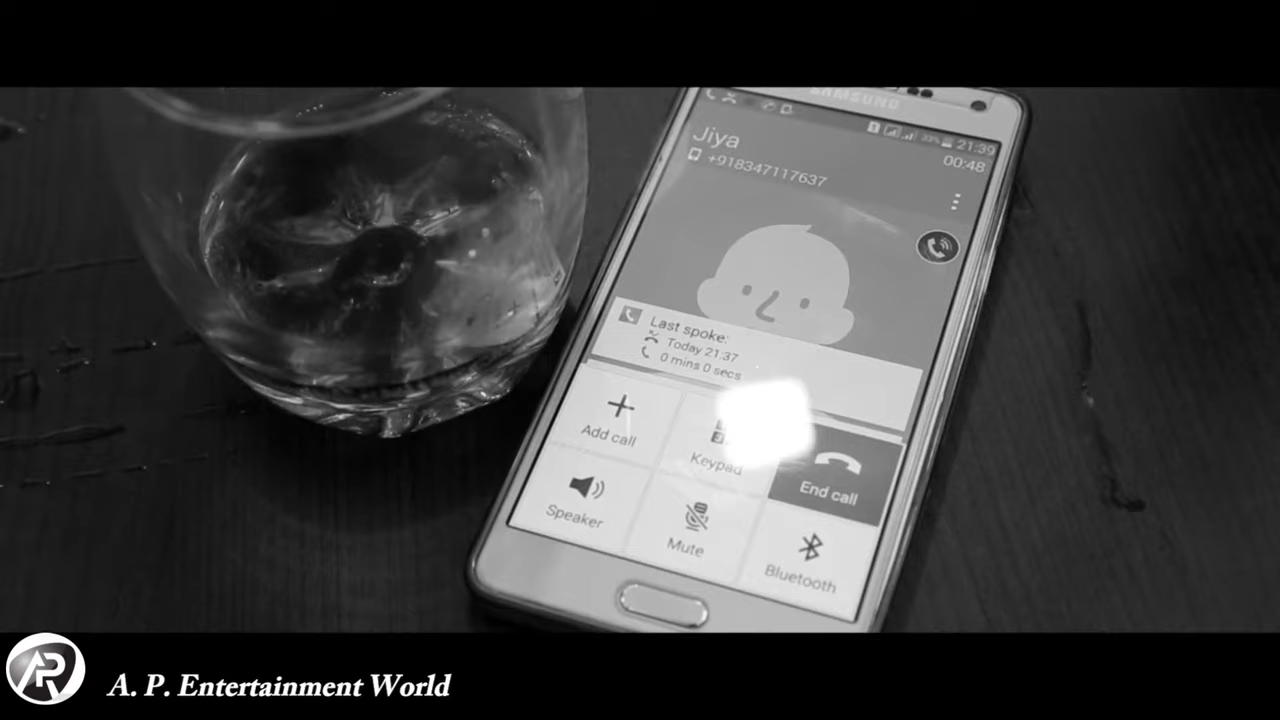 SAMSUNG
33% 21:39
Jiya
00:48
+918347117637
Last spoke:
Today 21:37
0 mins 0 secs
Add call
Keypad
End call
Speaker
Mute
Bluetooth
A. P. Entertainment World